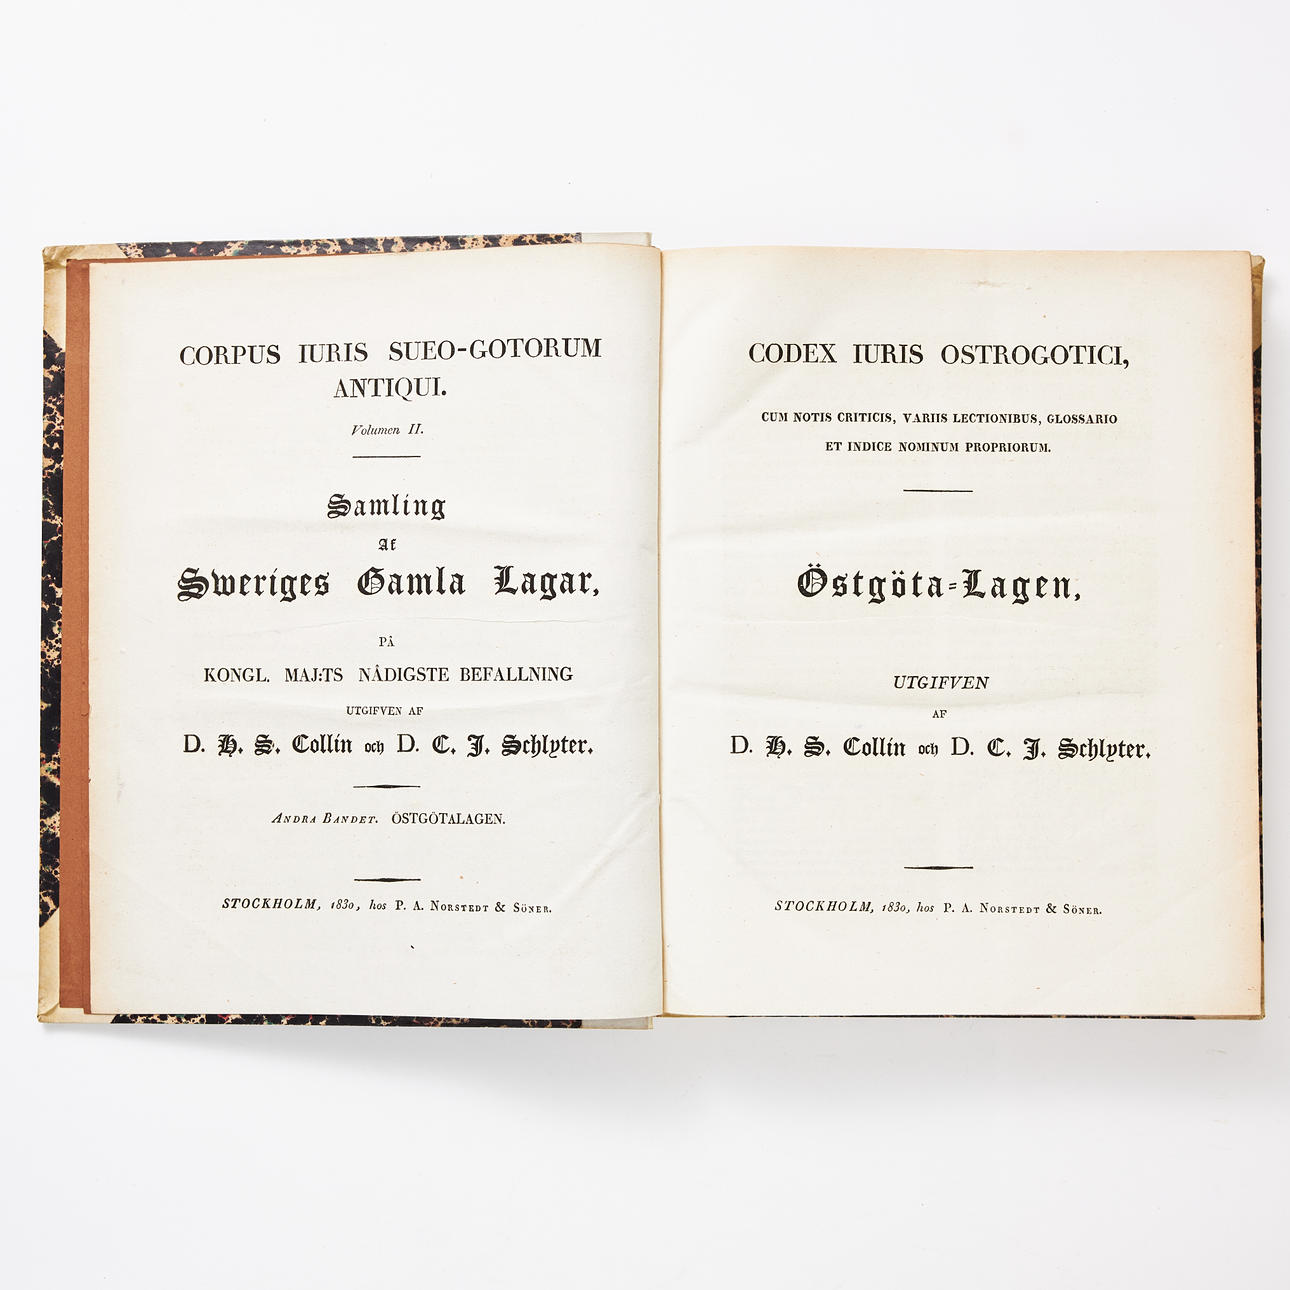 CORPUS IURIS SUEO-GOTORUM
ANTIQUI.
Volumen II.
Samling
Af
Sweriges Gamla Lagar,
PÅ
KONGL. MAJ:TS NÅDIGSTE BEFALLNING
UTGIFVEN AF
D. H. S. Collin och D. C. J. Schlyter.
ANDRA BANDET. ÖSTGÖTALAGEN.
STOCKHOLM, 1830, hos P. A. NORSTEDT & SÖNER.
CODEX IURIS OSTROGOTICI,
CUM NOTIS CRITICIS, VARIIS LECTIONIBUS, GLOSSARIO
ET INDICE NOMINUM PROPRIORUM.
Östgöta-Lagen,
UTGIFVEN
AF
D. H. S. Collin och D. C. J. Schlyter.
STOCKHOLM, 1830, hos P. A. NORSTEDT & SÖNER.